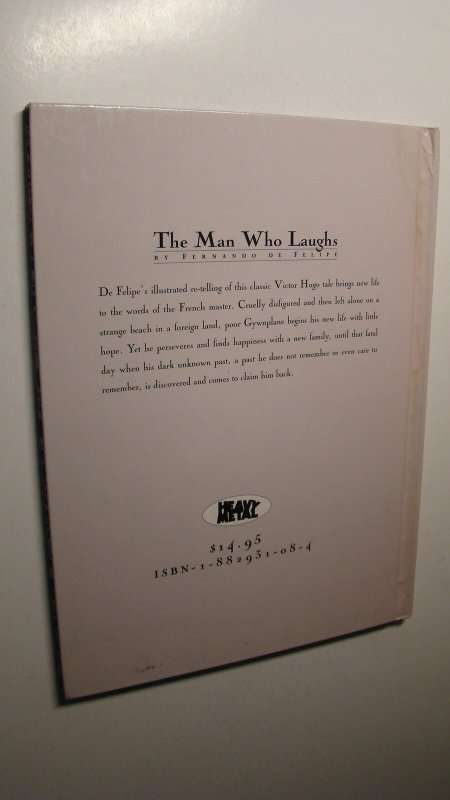 The Man Who Laughs
BY FERNANDO DE FELIPE
De Felipe's illustrated re-telling of this classic Victor Hugo tale brings new life
to the words of the French master. Cruelly disfigured and then left alone on a
strange beach in a foreign land, poor Gywenplane begins his new life with little
hope. Yet he perseveres and finds happiness with a new family, until that fatal
day when his dark unknown past, a past he does not remember or even care to
remember, is discovered and comes to claim him back.
HEAVY
METAL
$14.95
ISBN-1-882931-08-4